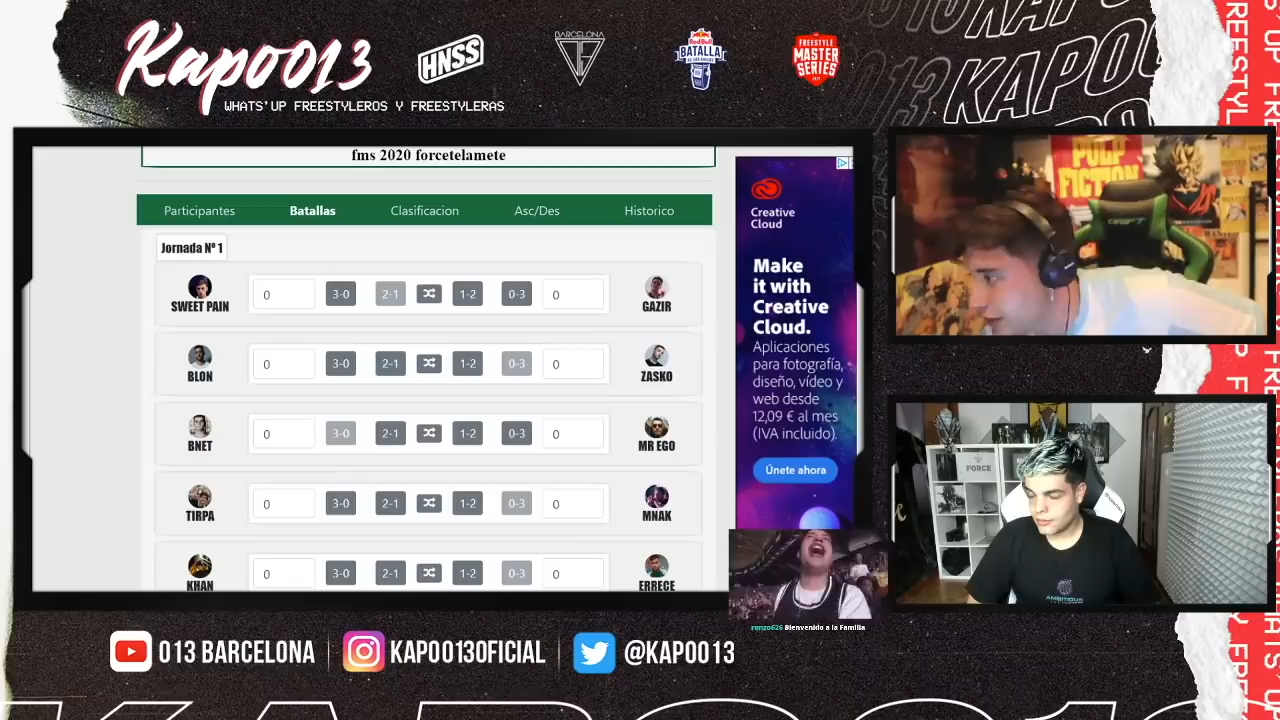 Kapo013
WHATS'UP FREESTYLEROS Y FREESTYLERAS
HNSS
BARCELONA
Red Bull
BATALLA
FREESTYLE
MASTER
SERIES
KAPO
fms 2020 forcetelamete
Participantes Batallas Clasificacion Asc/Des Historico
Jornada Nº 1
SWEET PAIN 0 3-0 2-1 1-2 0-3 0 GAZIR
BLON 0 3-0 2-1 1-2 0-3 0 ZASKO
BNET 0 3-0 2-1 1-2 0-3 0 MR EGO
TIRPA 0 3-0 2-1 1-2 0-3 0 MNAK
KHAN 0 3-0 2-1 1-2 0-3 0 ERRECE
Creative
Cloud
Make
it with
Creative
Cloud.
Aplicaciones
para fotografía,
diseño, vídeo y
web desde
12,09 € al mes
(IVA incluido).
Únete ahora
PULP
FICTION
FORCE
AMBITIOUS
renzo626 Bienvenido a la Familia
013 BARCELONA
KAPO013OFICIAL
@KAPO013